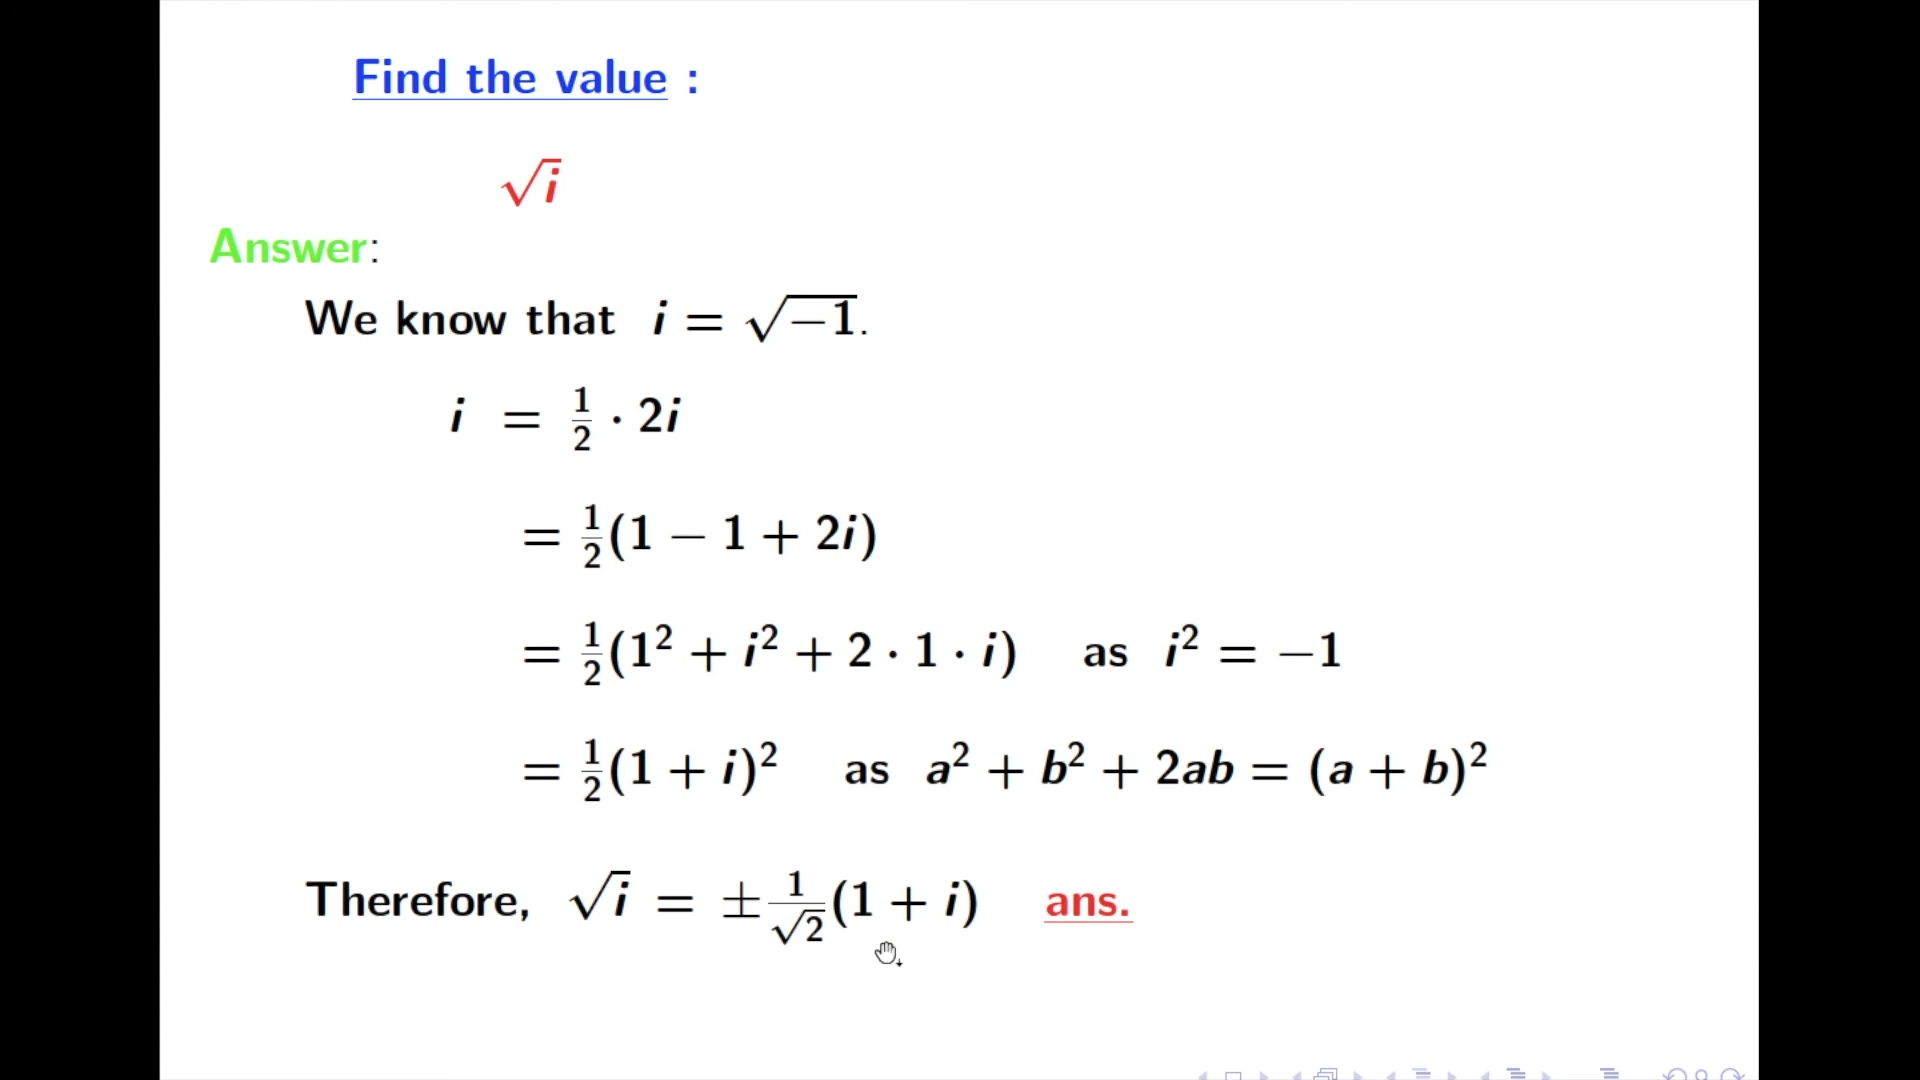 Find the value :
√i
Answer:
We know that i = √−1.
i = 1/2 · 2i
= 1/2(1 − 1 + 2i)
= 1/2(1² + i² + 2 · 1 · i) as i² = −1
= 1/2(1 + i)² as a² + b² + 2ab = (a + b)²
Therefore, √i = ±1/√2(1 + i) ans.